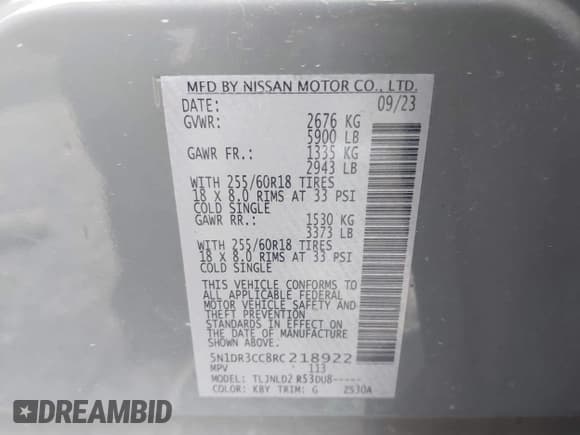 MFD BY NISSAN MOTOR CO., LTD.
DATE: 09/23
GVWR: 2676 KG
5900 LB
GAWR FR.: 1335 KG
2943 LB
WITH 255/60R18 TIRES
18 X 8.0 RIMS AT 33 PSI
COLD SINGLE
GAWR RR.: 1530 KG
3373 LB
WITH 255/60R18 TIRES
18 X 8.0 RIMS AT 33 PSI
COLD SINGLE
THIS VEHICLE CONFORMS TO
ALL APPLICABLE FEDERAL
MOTOR VEHICLE SAFETY
AND THEFT PREVENTION
STANDARDS IN EFFECT ON
THE DATE OF MANUFACTURE
SHOWN ABOVE.
5N1DR3CC8RC218922
MPV 113
MODEL: TLJNLD2 R53DU8-----
COLOR: KBY TRIM: G 2530A
DREAMBID